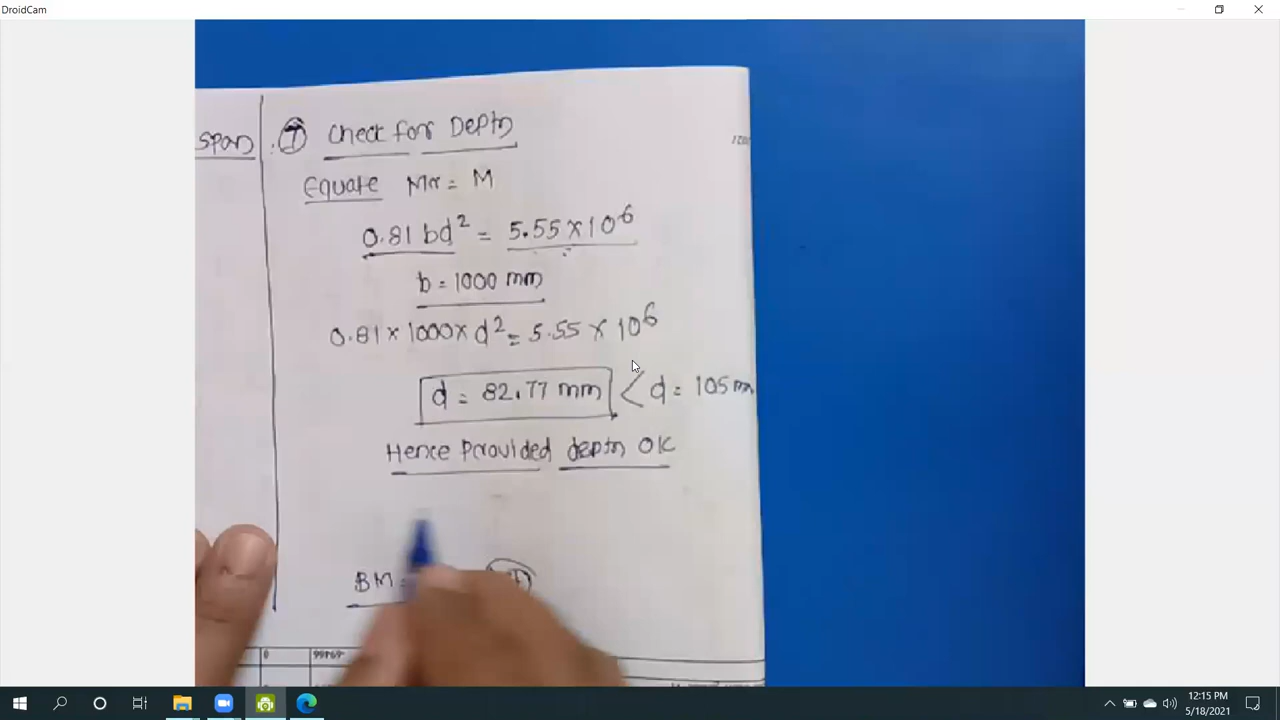 DroidCam
span
7 Check for Depth
Equate Mr = M
0.81 bd² = 5.55 × 10⁶
b = 1000 mm
0.81 × 1000 × d² = 5.55 × 10⁶
d = 82.77 mm < d = 105 mm
Hence Provided depth OK
BM =
12:15 PM
5/18/2021